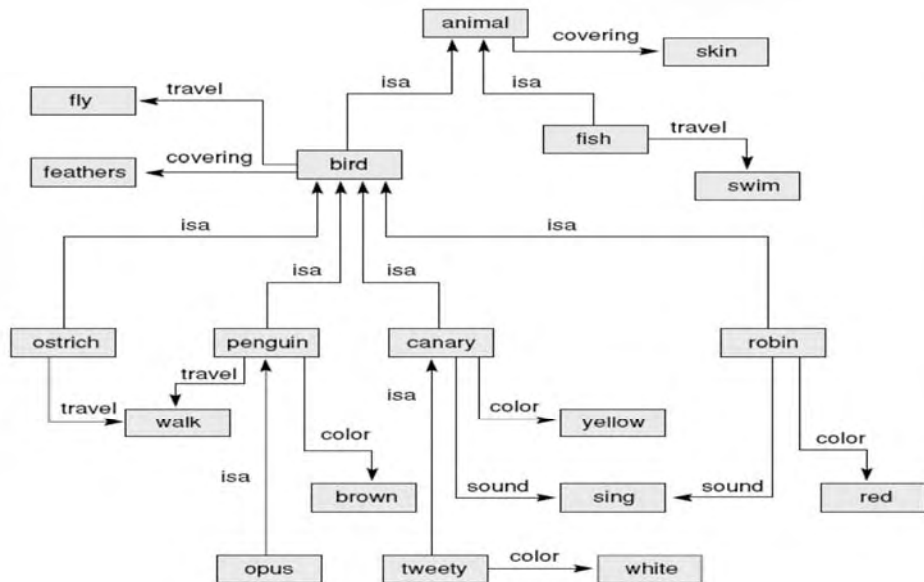 animal
covering
skin
isa
isa
travel
fly
fish
travel
covering
bird
feathers
swim
isa
isa
isa
isa
ostrich
penguin
canary
robin
travel
travel
walk
isa
color
yellow
color
color
isa
brown
sound
sing
sound
red
opus
tweety
color
white